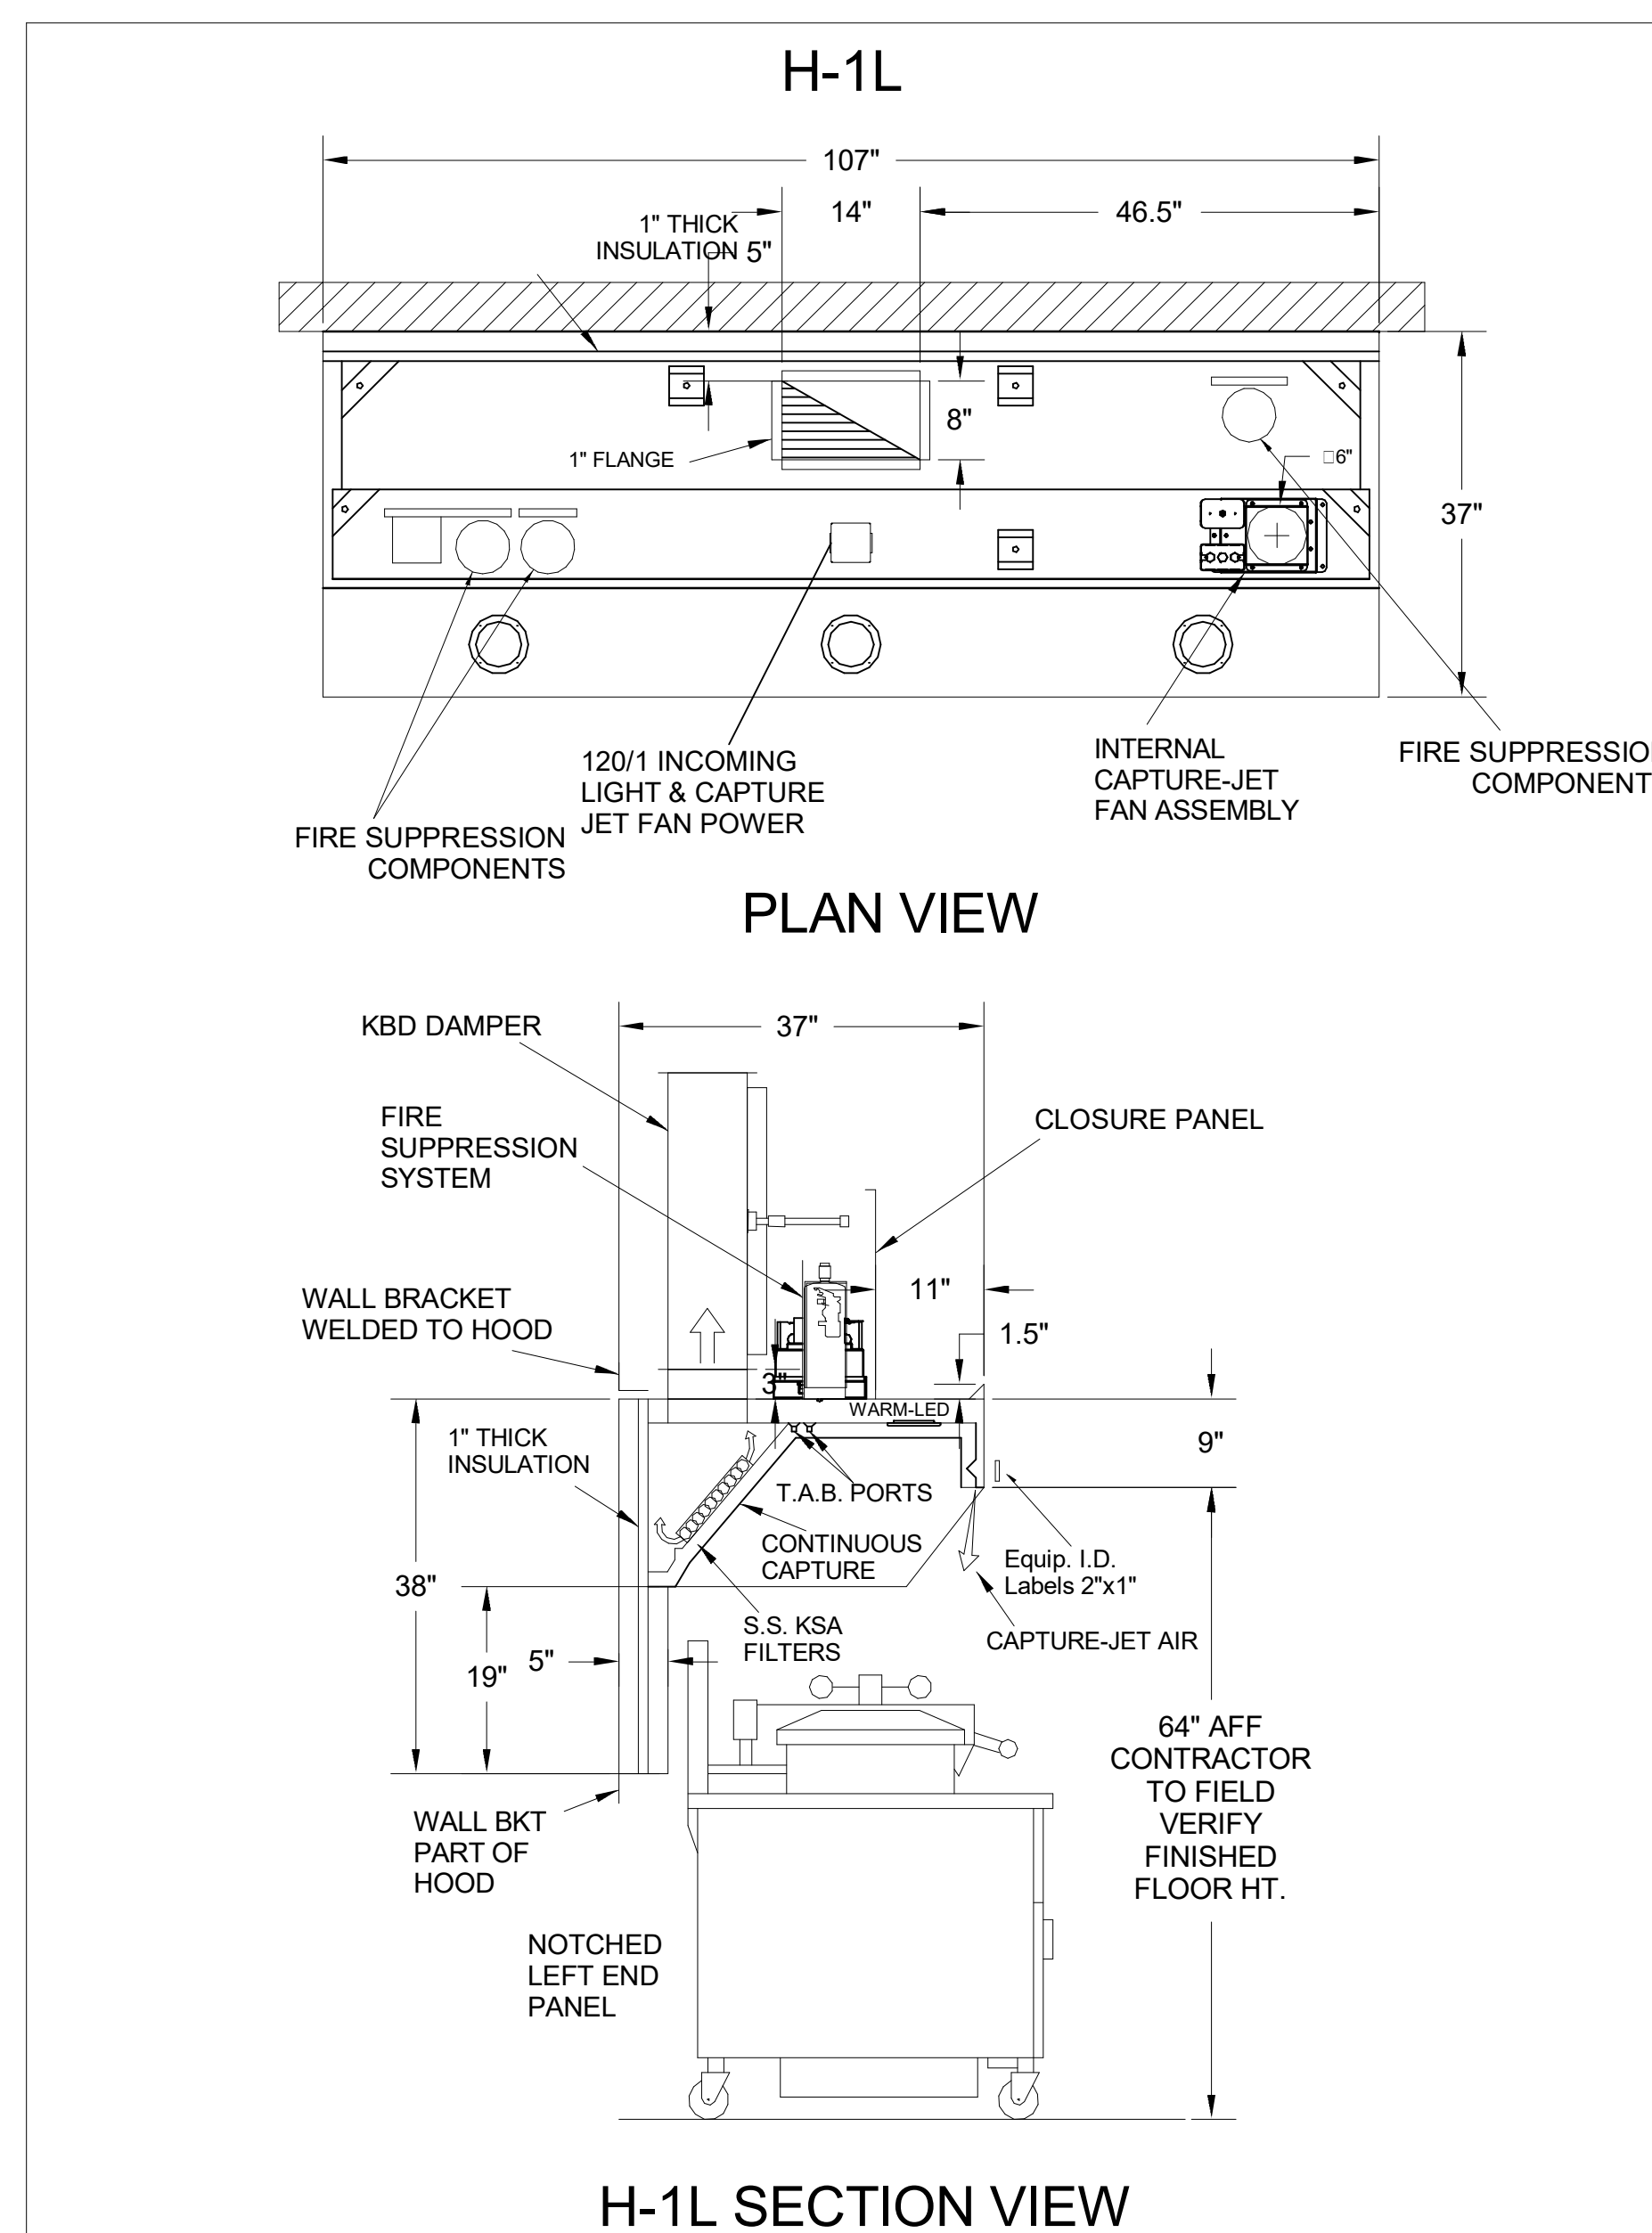 H-1L
107"
14"
46.5"
1" THICK
INSULATION
5"
8"
1" FLANGE
□6"
37"
120/1 INCOMING
LIGHT & CAPTURE
JET FAN POWER
INTERNAL
CAPTURE-JET
FAN ASSEMBLY
FIRE SUPPRESSIO
COMPONENT
FIRE SUPPRESSION
COMPONENTS
PLAN VIEW
37"
KBD DAMPER
FIRE
SUPPRESSION
SYSTEM
CLOSURE PANEL
11"
WALL BRACKET
WELDED TO HOOD
1.5"
3"
WARM-LED
9"
1" THICK
INSULATION
T.A.B. PORTS
CONTINUOUS
CAPTURE
Equip. I.D.
Labels 2"x1"
38"
S.S. KSA
FILTERS
CAPTURE-JET AIR
19"
5"
64" AFF
CONTRACTOR
TO FIELD
VERIFY
FINISHED
FLOOR HT.
WALL BKT
PART OF
HOOD
NOTCHED
LEFT END
PANEL
H-1L SECTION VIEW